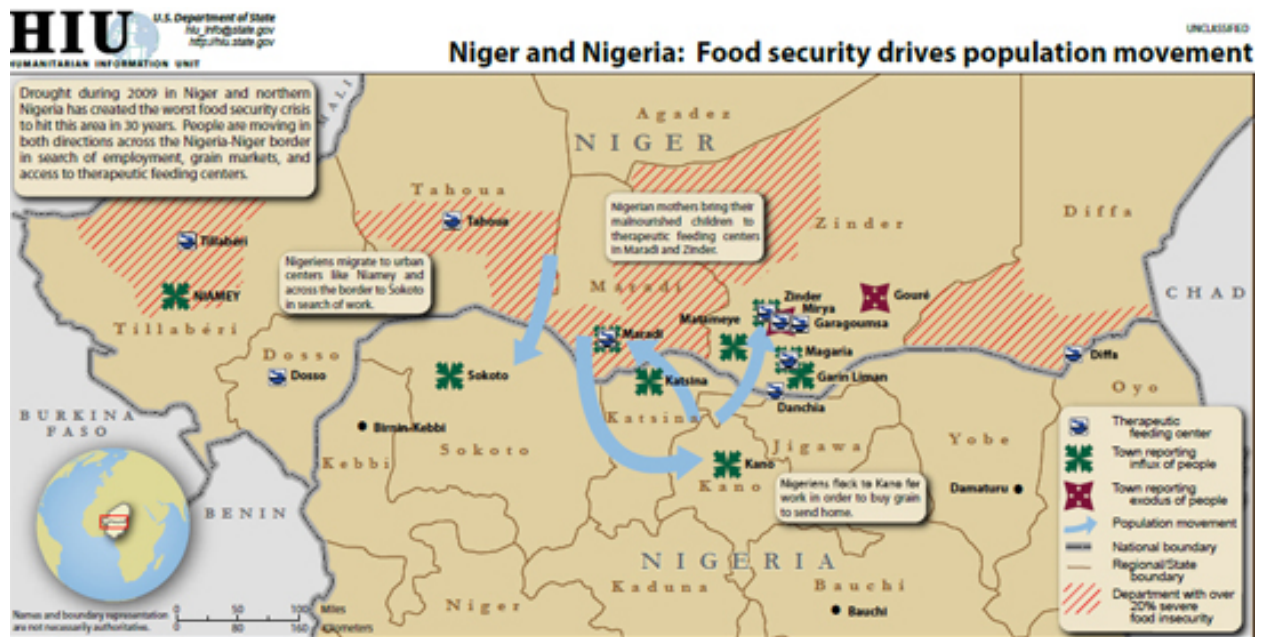 HIU
U.S. Department of State
hiu_info@state.gov
http://hiu.state.gov
HUMANITARIAN INFORMATION UNIT
UNCLASSIFIED
Niger and Nigeria: Food security drives population movement
Drought during 2009 in Niger and northern
Nigeria has created the worst food security crisis
to hit this area in 30 years. People are moving in
both directions across the Nigeria-Niger border
in search of employment, grain markets, and
access to therapeutic feeding centers.
MALI
Agadez
NIGER
Tahoua
Tahoua
Nigerian mothers bring their
malnourished children to
therapeutic feeding centers
in Maradi and Zinder.
Zinder
Diffa
Tillabéri
Nigeriens migrate to urban
centers like Niamey and
across the border to Sokoto
in search of work.
CHAD
Maradi
NIAMEY
Zinder
Gouré
Mirya
Matameye
Garagoumsa
Tillabéri
Maradi
Dosso
Magaria
Diffa
Dosso
Sokoto
Katsina
Garin Liman
Oyo
Danchia
BURKINA
FASO
Katsina
Birnin-Kebbi
Sokoto
Jigawa
Yobe
Kebbi
Kano
Kano
Nigeriens flock to Kano for
work in order to buy grain
to send home.
Damaturu
BENIN
NIGERIA
Kaduna
Bauchi
Niger
Bauchi
Therapeutic
feeding center
Town reporting
influx of people
Town reporting
exodus of people
Population movement
National boundary
Regional/State
boundary
Department with over
20% severe
food insecurity
Names and boundary representation
are not necessarily authoritative.
0 50 100 Miles
0 80 160 Kilometers